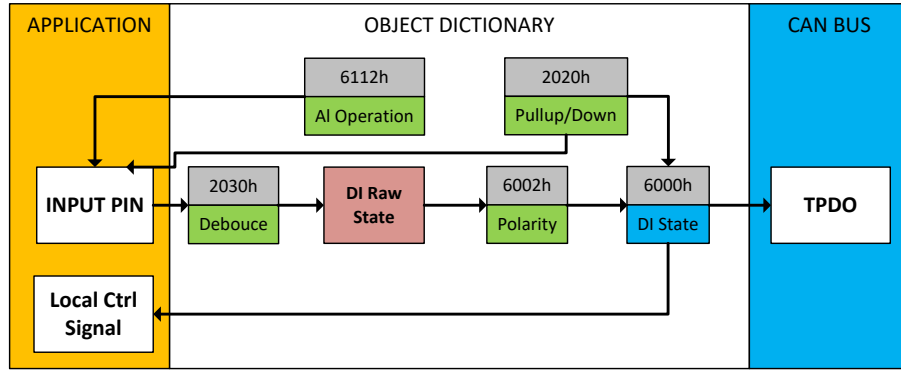 APPLICATION
OBJECT DICTIONARY
CAN BUS
6112h
AI Operation
2020h
Pullup/Down
INPUT PIN
2030h
Debouce
DI Raw
State
6002h
Polarity
6000h
DI State
TPDO
Local Ctrl
Signal